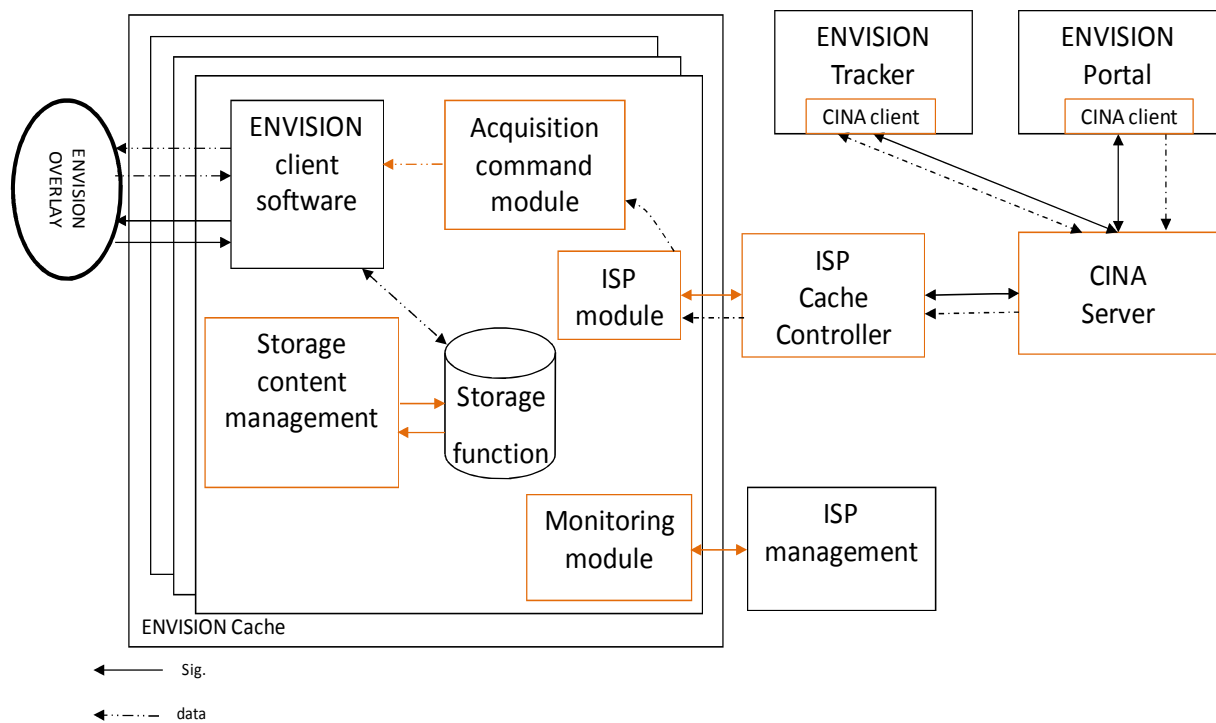 ENVISION
Tracker
CINA client
ENVISION
Portal
CINA client
ENVISION
OVERLAY
ENVISION
client
software
Acquisition
command
module
ISP
module
ISP
Cache
Controller
CINA
Server
Storage
content
management
Storage
function
Monitoring
module
ISP
management
ENVISION Cache
Sig.
data